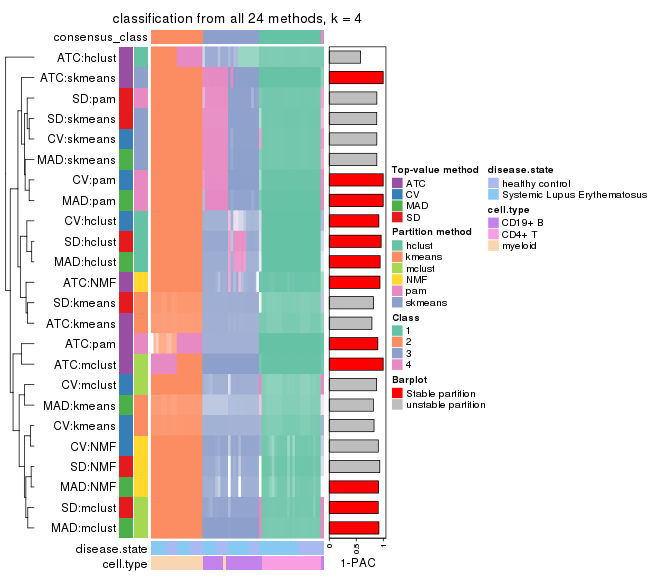 classification from all 24 methods, k = 4
consensus_class
ATC:hclust
ATC:skmeans
SD:pam
SD:skmeans
CV:skmeans
MAD:skmeans
CV:pam
MAD:pam
CV:hclust
SD:hclust
MAD:hclust
ATC:NMF
SD:kmeans
ATC:kmeans
ATC:pam
ATC:mclust
CV:mclust
MAD:kmeans
CV:kmeans
CV:NMF
SD:NMF
MAD:NMF
SD:mclust
MAD:mclust
disease.state
cell.type
0
0.5
1
1-PAC
Top-value method
ATC
CV
MAD
SD
Partition method
hclust
kmeans
mclust
NMF
pam
skmeans
Class
1
2
3
4
Barplot
Stable partition
unstable partition
disease.state
healthy control
Systemic Lupus Erythematosus
cell.type
CD19+ B
CD4+ T
myeloid